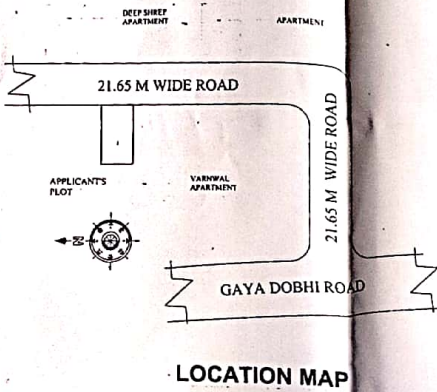 DEEP SHREE
APARTMENT
APARTMENT
21.65 M WIDE ROAD
21.65 M WIDE ROAD
APPLICANT'S
PLOT
VARNWAL
APARTMENT
N
GAYA DOBHI ROAD
LOCATION MAP